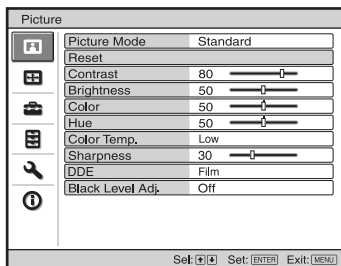 Picture
Picture Mode Standard
Reset
Contrast 80
Brightness 50
Color 50
Hue 50
Color Temp. Low
Sharpness 30
DDE Film
Black Level Adj. Off
Sel: Set: ENTER Exit: MENU